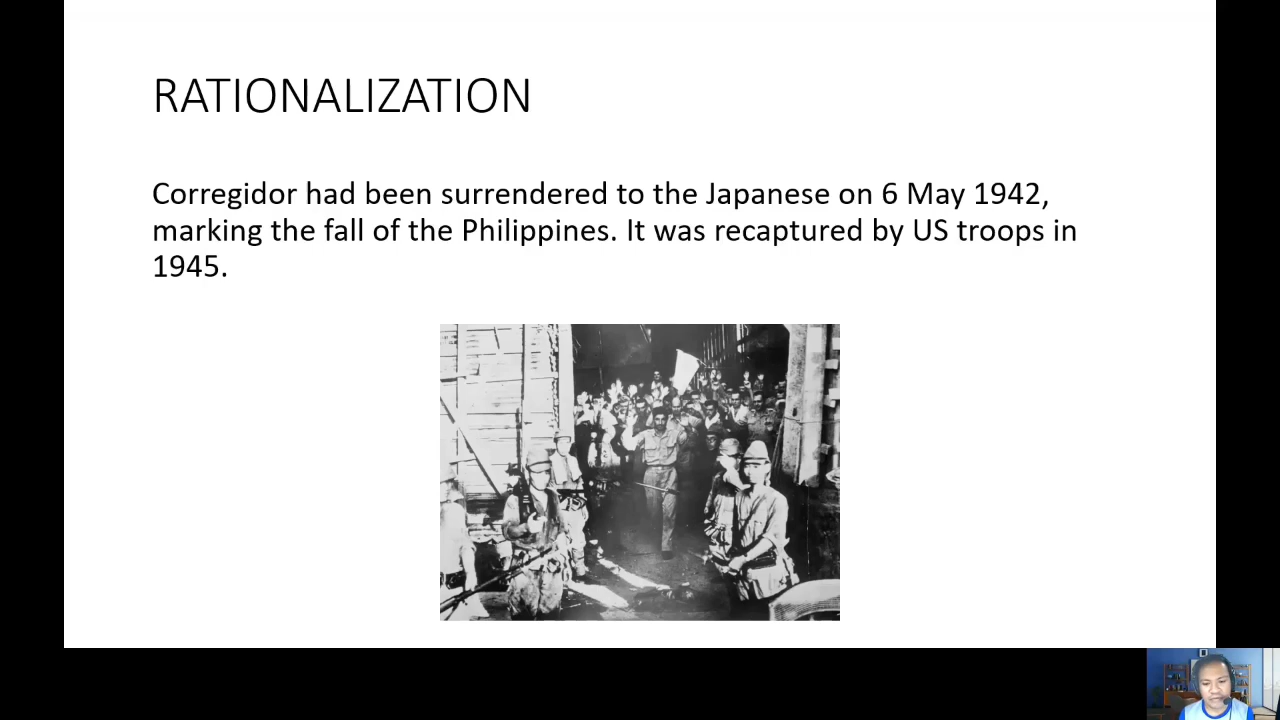 RATIONALIZATION
Corregidor had been surrendered to the Japanese on 6 May 1942,
marking the fall of the Philippines. It was recaptured by US troops in
1945.